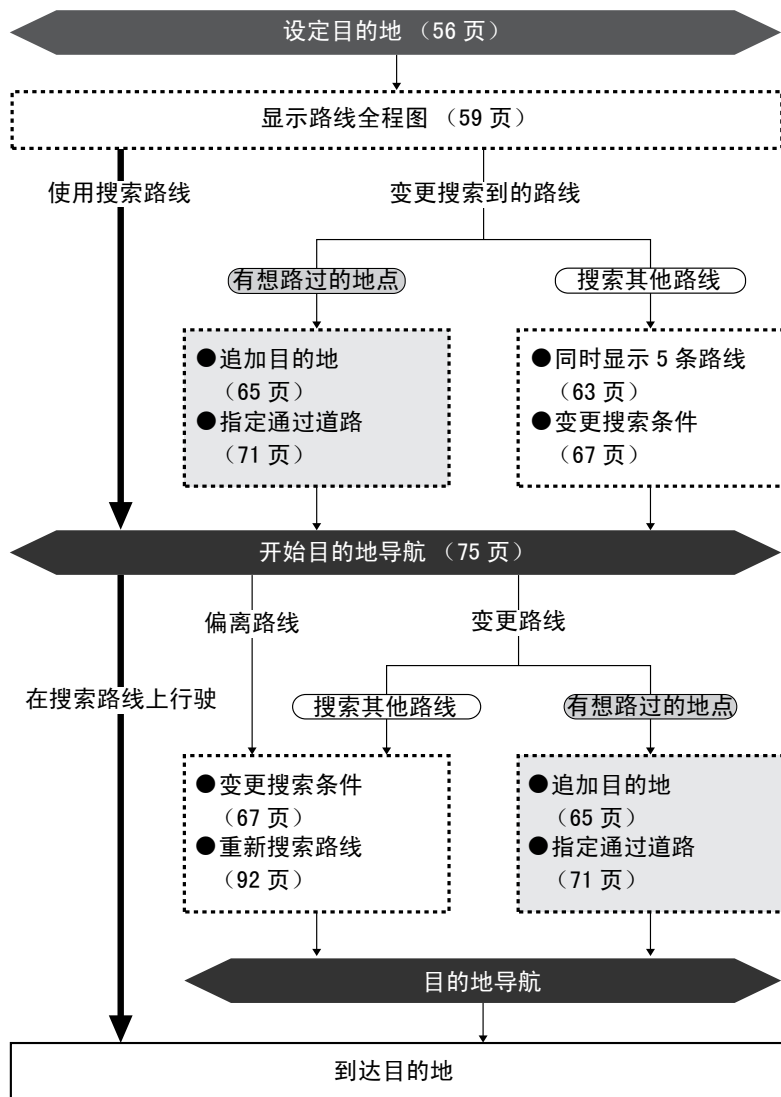 设定目的地 （56 页）
显示路线全程图 （59 页）
使用搜索路线
变更搜索到的路线
有想路过的地点
搜索其他路线
●追加目的地
（65 页）
●指定通过道路
（71 页）
●同时显示 5 条路线
（63 页）
●变更搜索条件
（67 页）
开始目的地导航 （75 页）
偏离路线
变更路线
在搜索路线上行驶
搜索其他路线
有想路过的地点
●变更搜索条件
（67 页）
●重新搜索路线
（92 页）
●追加目的地
（65 页）
●指定通过道路
（71 页）
目的地导航
到达目的地